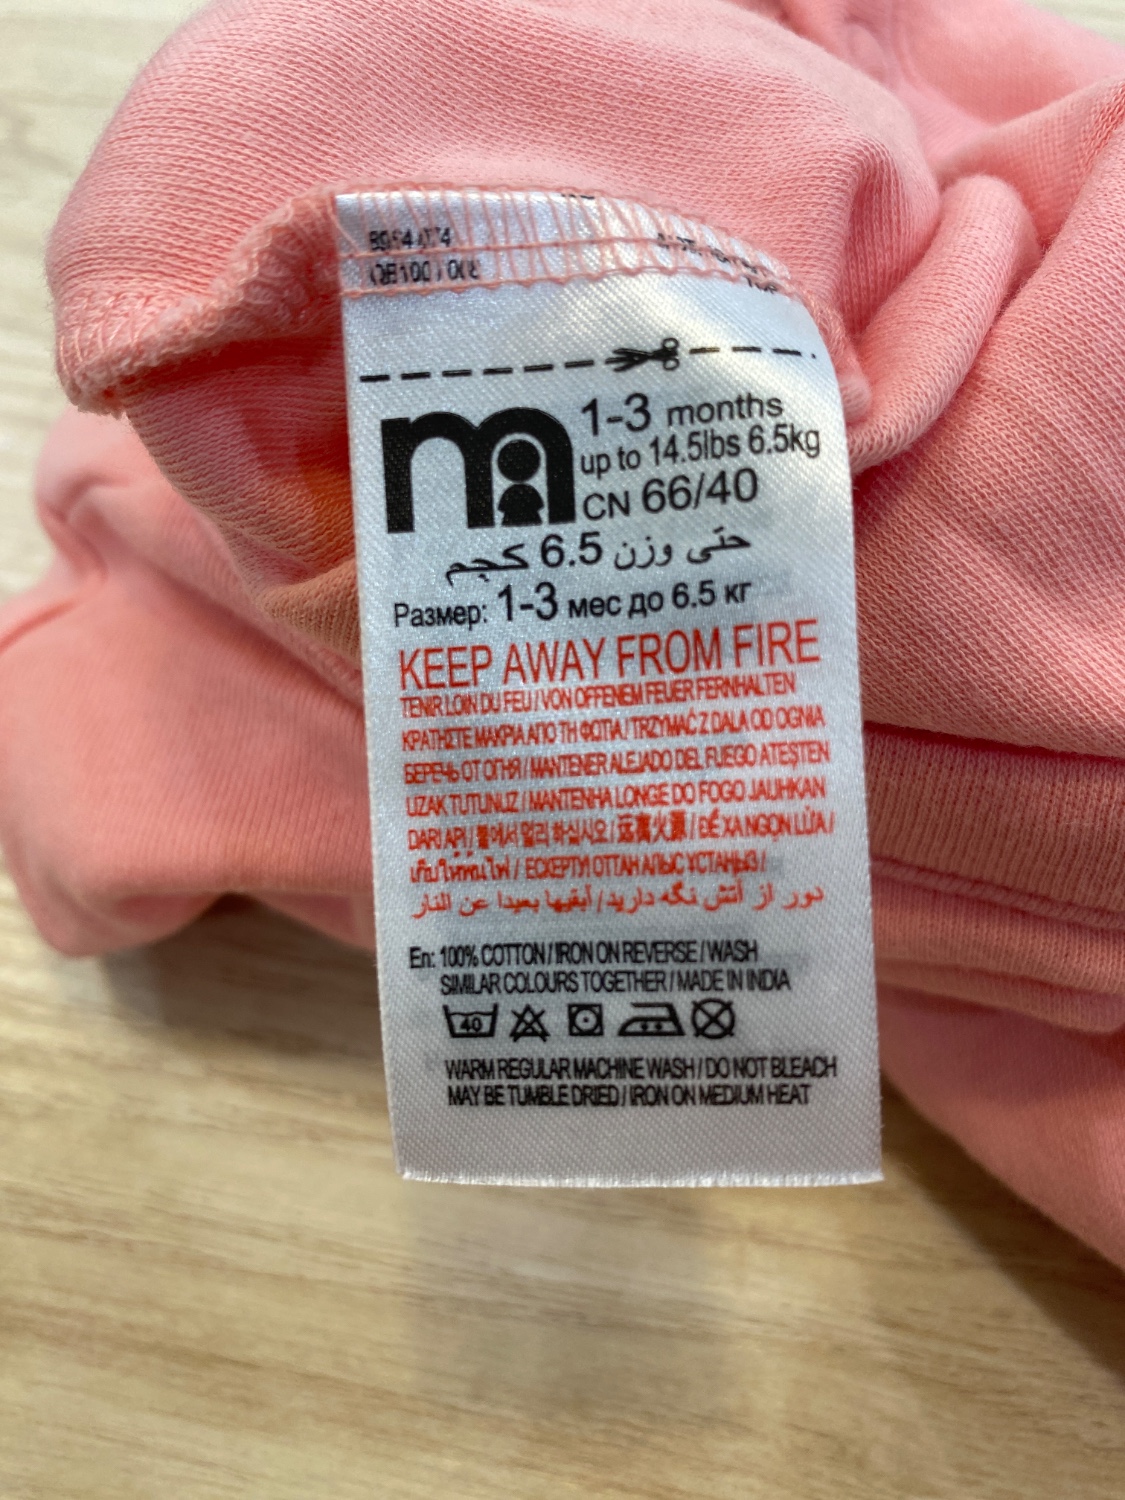 1-3 months
up to 14.5lbs 6.5kg
CN 66/40
حتَى وزن 6.5 كجم
Размер: 1-3 мес до 6.5 кг
KEEP AWAY FROM FIRE
TENIR LOIN DU FEU / VON OFFENEM FEUER FERNHALTEN
ΚΡΑΤΗΣΤΕ ΜΑΚΡΙΑ ΑΠΟ ΤΗ ΦΩΤΙΑ / TRZYMAĆ Z DALA OD OGNIA
БЕРЕЧЬ ОТ ОГНЯ / MANTENER ALEJADO DEL FUEGO ATEŞTEN
UZAK TUTUNUZ / MANTENHA LONGE DO FOGO JAUHKAN
DARI API / 불에서 멀리 하십시오 / 远离火源 / ĐỂ XA NGỌN LỬA /
เก็บให้พ้นไฟ / ЕСКЕРТУ! ОТТАН АЛЫС ҰСТАҢЫЗ /
دور از آتش نگه دارید / أبقيها بعيدا عن النار
En: 100% COTTON / IRON ON REVERSE / WASH
SIMILAR COLOURS TOGETHER / MADE IN INDIA
40
WARM REGULAR MACHINE WASH / DO NOT BLEACH
MAY BE TUMBLE DRIED / IRON ON MEDIUM HEAT